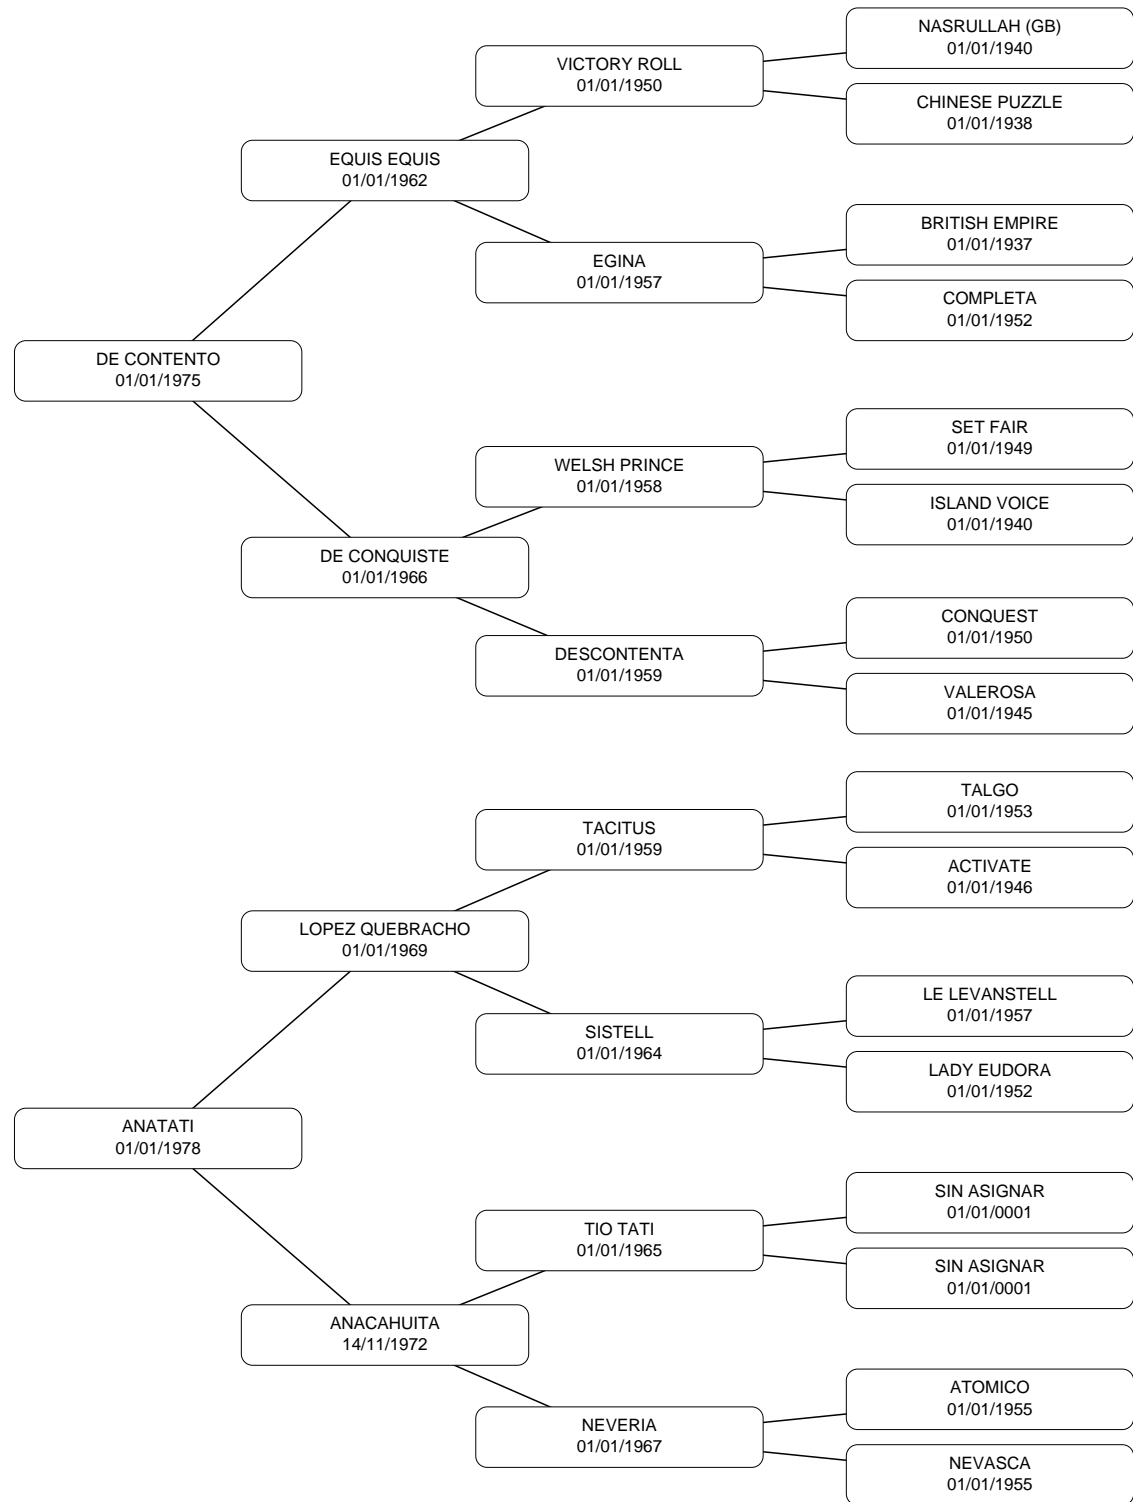 NASRULLAH (GB)
01/01/1940
VICTORY ROLL
01/01/1950
CHINESE PUZZLE
01/01/1938
EQUIS EQUIS
01/01/1962
BRITISH EMPIRE
01/01/1937
EGINA
01/01/1957
COMPLETA
01/01/1952
DE CONTENTO
01/01/1975
SET FAIR
01/01/1949
WELSH PRINCE
01/01/1958
ISLAND VOICE
01/01/1940
DE CONQUISTE
01/01/1966
CONQUEST
01/01/1950
DESCONTENTA
01/01/1959
VALEROSA
01/01/1945
TALGO
01/01/1953
TACITUS
01/01/1959
ACTIVATE
01/01/1946
LOPEZ QUEBRACHO
01/01/1969
LE LEVANSTELL
01/01/1957
SISTELL
01/01/1964
LADY EUDORA
01/01/1952
ANATATI
01/01/1978
SIN ASIGNAR
01/01/0001
TIO TATI
01/01/1965
SIN ASIGNAR
01/01/0001
ANACAHUITA
14/11/1972
ATOMICO
01/01/1955
NEVERIA
01/01/1967
NEVASCA
01/01/1955